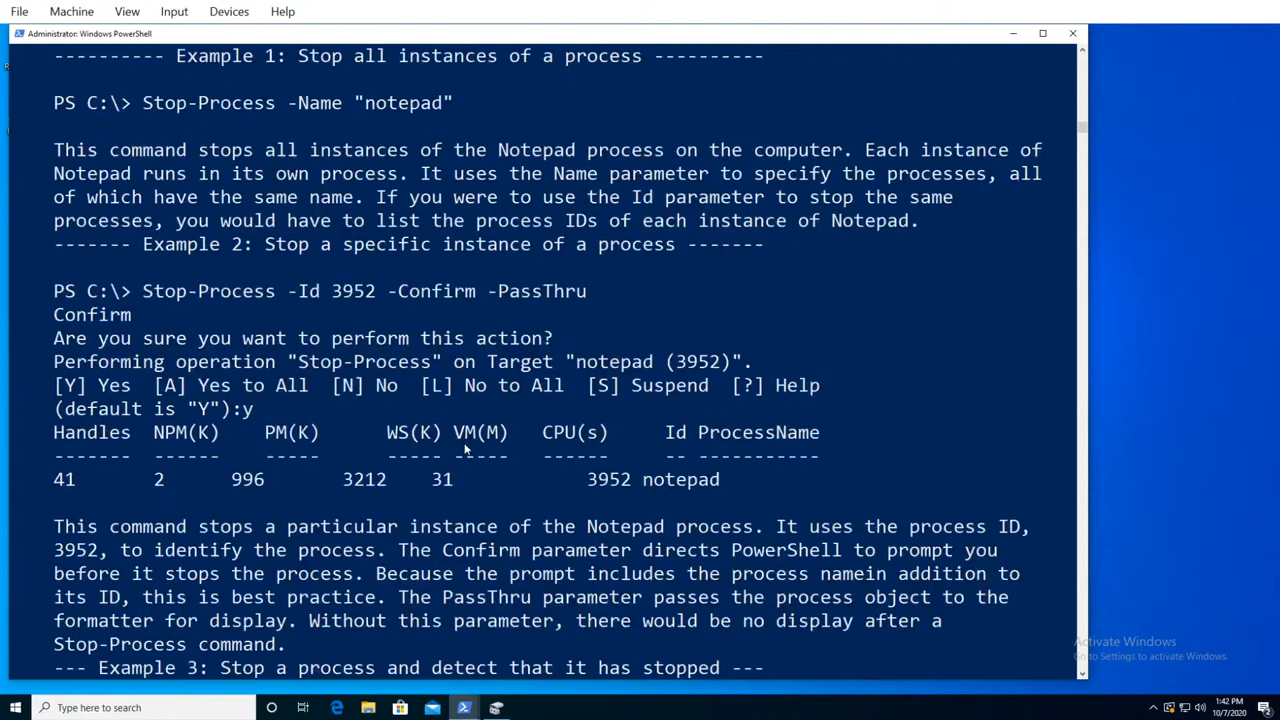 File Machine View Input Devices Help
Administrator: Windows PowerShell
---------- Example 1: Stop all instances of a process ----------
PS C:\> Stop-Process -Name "notepad"
This command stops all instances of the Notepad process on the computer. Each instance of
Notepad runs in its own process. It uses the Name parameter to specify the processes, all
of which have the same name. If you were to use the Id parameter to stop the same
processes, you would have to list the process IDs of each instance of Notepad.
------- Example 2: Stop a specific instance of a process -------
PS C:\> Stop-Process -Id 3952 -Confirm -PassThru
Confirm
Are you sure you want to perform this action?
Performing operation "Stop-Process" on Target "notepad (3952)".
[Y] Yes  [A] Yes to All  [N] No  [L] No to All  [S] Suspend  [?] Help
(default is "Y"):y
Handles  NPM(K)    PM(K)      WS(K) VM(M)   CPU(s)     Id ProcessName
-------  ------    -----      ----- -----   ------     -- -----------
41       2      996       3212    31            3952 notepad
This command stops a particular instance of the Notepad process. It uses the process ID,
3952, to identify the process. The Confirm parameter directs PowerShell to prompt you
before it stops the process. Because the prompt includes the process namein addition to
its ID, this is best practice. The PassThru parameter passes the process object to the
formatter for display. Without this parameter, there would be no display after a
Stop-Process command.
--- Example 3: Stop a process and detect that it has stopped ---
Activate Windows
Go to Settings to activate Windows.
Type here to search
1:42 PM
10/7/2020
2